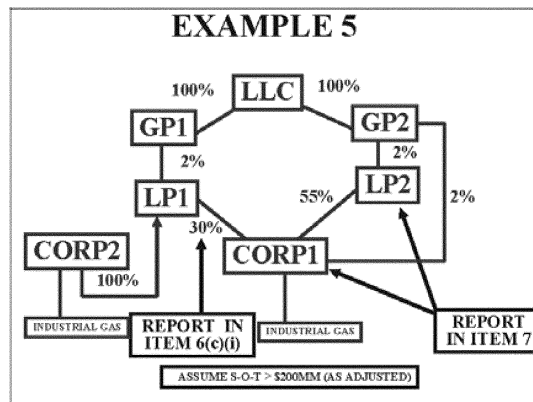 EXAMPLE 5
100% LLC 100%
GP1 GP2
2% 2%
LP1 LP2
30% 55% 2%
CORP2 CORP1
100%
INDUSTRIAL GAS
REPORT IN
ITEM 6(c)(i)
INDUSTRIAL GAS
REPORT
IN ITEM 7
ASSUME S-O-T > $200MM (AS ADJUSTED)